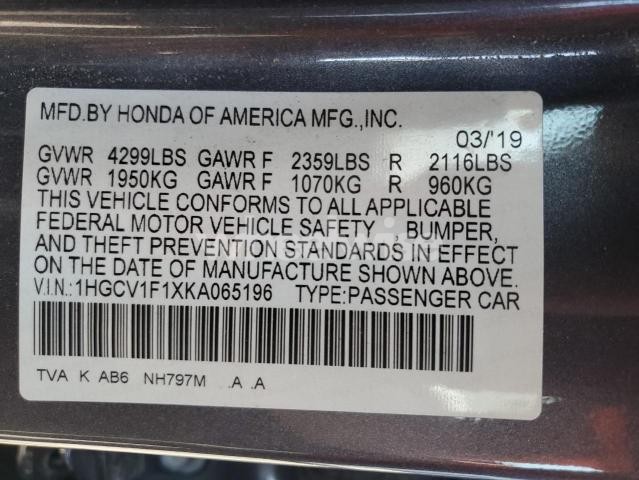 MFD.BY HONDA OF AMERICA MFG.,INC.
03/'19
GVWR 4299LBS GAWR F 2359LBS R 2116LBS
GVWR 1950KG GAWR F 1070KG R 960KG
THIS VEHICLE CONFORMS TO ALL APPLICABLE
FEDERAL MOTOR VEHICLE SAFETY , BUMPER,
AND THEFT PREVENTION STANDARDS IN EFFECT
ON THE DATE OF MANUFACTURE SHOWN ABOVE.
V.I.N.:1HGCV1F1XKA065196 TYPE:PASSENGER CAR
TVA K AB6 NH797M .A .A